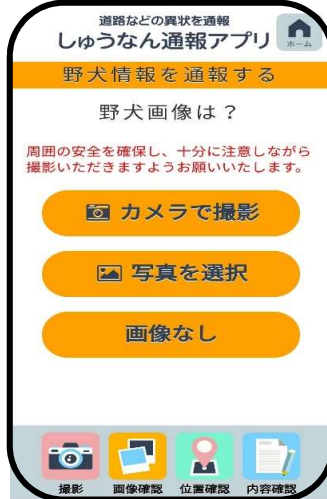 道路などの異状を通報
しゅうなん通報アプリ
ホーム
野犬情報を通報する
野犬画像は？
周囲の安全を確保し、十分に注意しながら
撮影いただきますようお願いいたします。
カメラで撮影
写真を選択
画像なし
撮影 画像確認 位置確認 内容確認